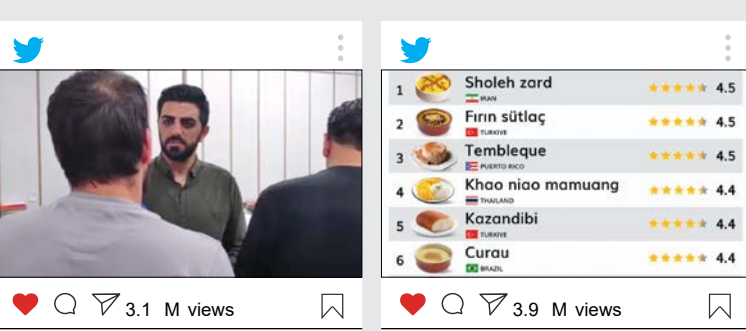 3.1 M views
1 Sholeh zard 4.5
IRAN
2 Fırın sütlaç 4.5
TURKIYE
3 Tembleque 4.5
PUERTO RICO
4 Khao niao mamuang 4.4
THAILAND
5 Kazandibi 4.4
TURKIYE
6 Curau 4.4
BRAZIL
3.9 M views